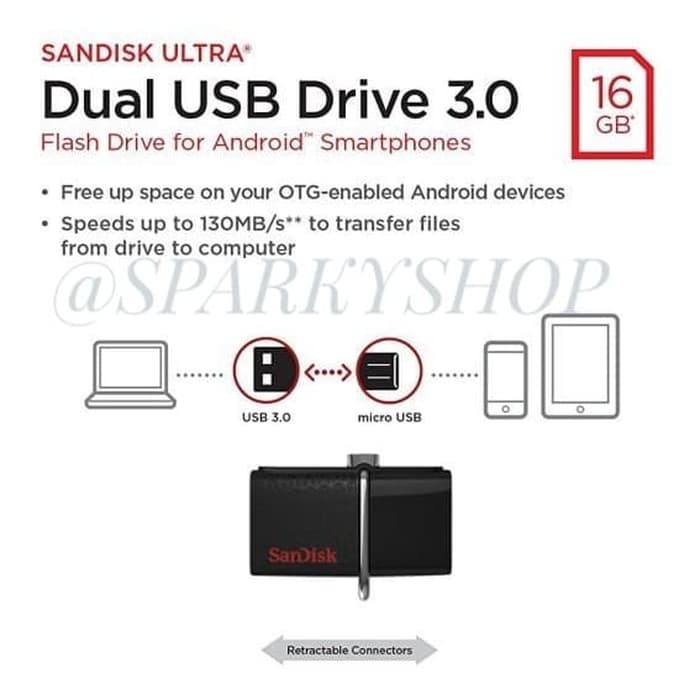 SANDISK ULTRA®
Dual USB Drive 3.0
Flash Drive for Android™ Smartphones
16
GB*
• Free up space on your OTG-enabled Android devices
• Speeds up to 130MB/s** to transfer files
from drive to computer
@SPARKYSHOP
USB 3.0
micro USB
SanDisk
Retractable Connectors